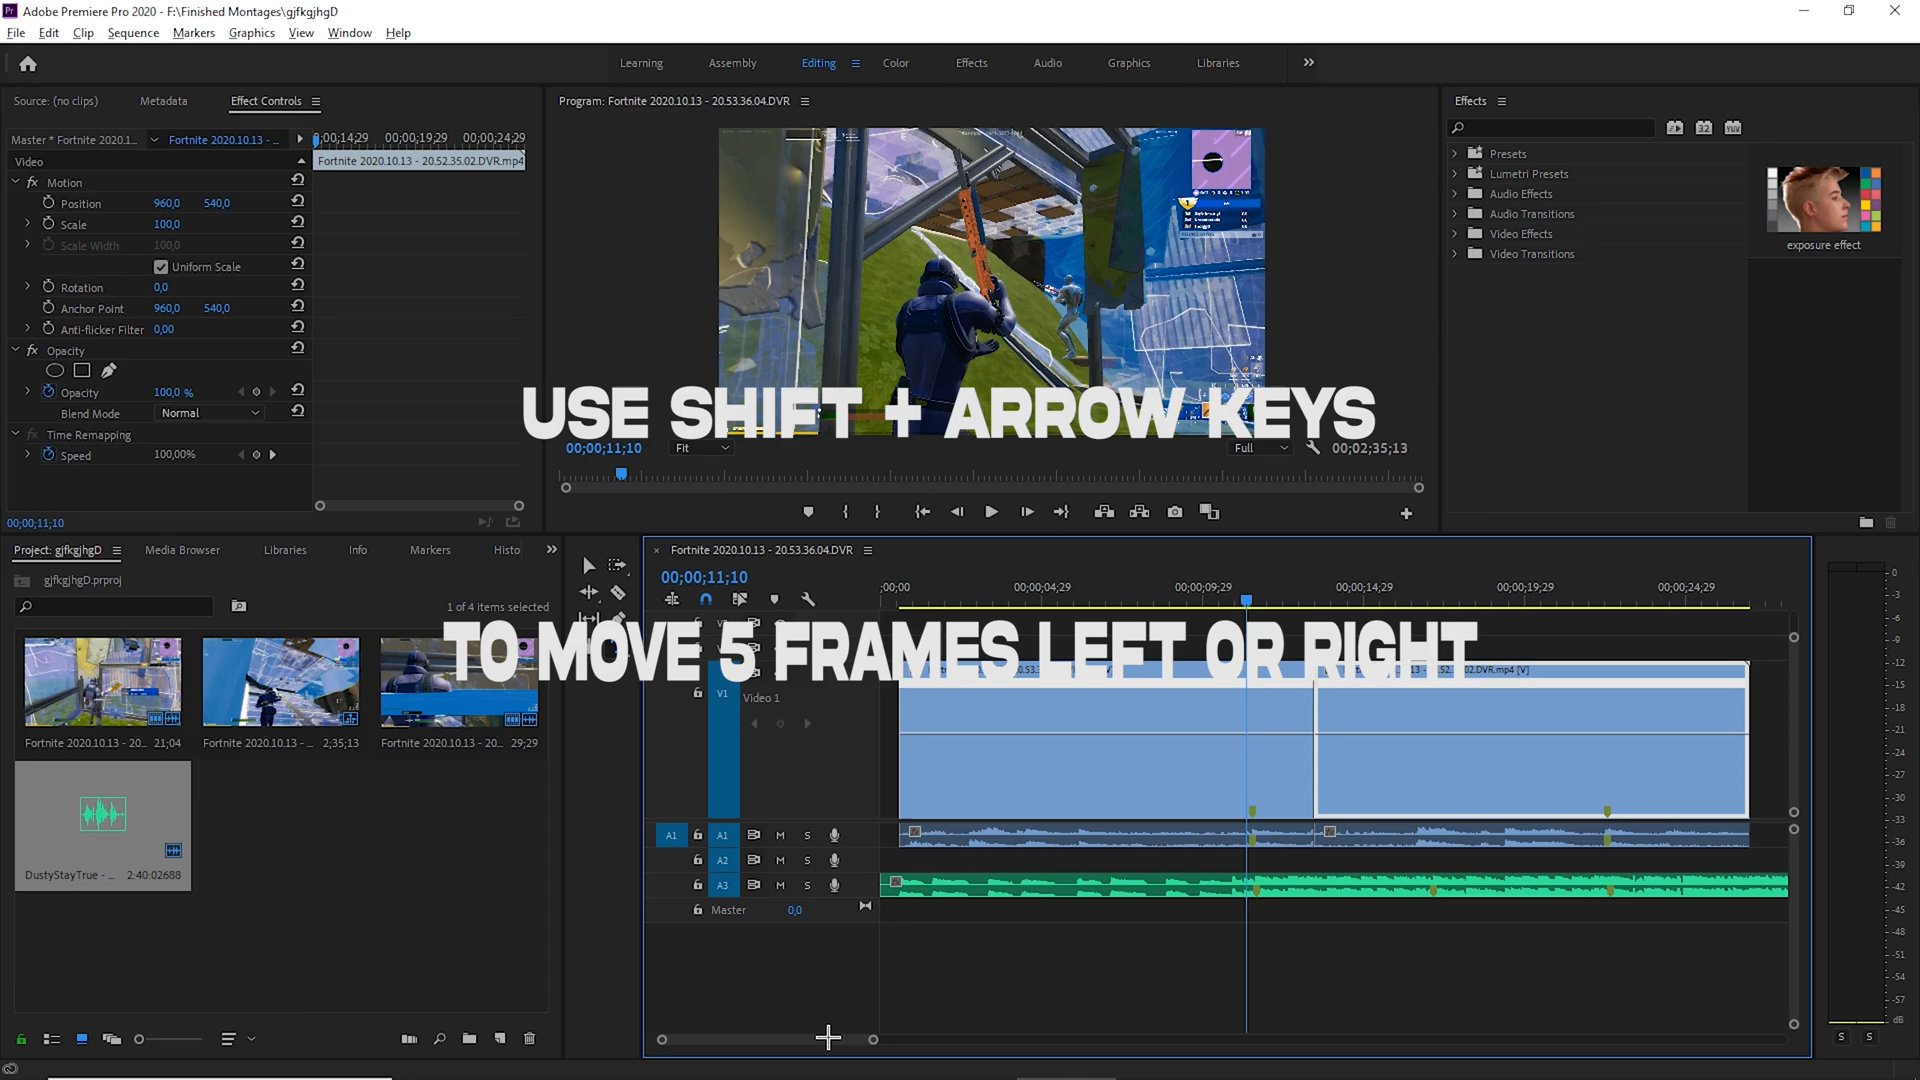 Adobe Premiere Pro 2020 - F:\Finished Montages\gjfkgjhgD
File Edit Clip Sequence Markers Graphics View Window Help
Learning Assembly Editing Color Effects Audio Graphics Libraries
Source: (no clips) Metadata Effect Controls
Program: Fortnite 2020.10.13 - 20.53.36.04.DVR
Effects
Master * Fortnite 2020.1... Fortnite 2020.10.13 - ...
0;00;14;29 00;00;19;29 00;00;24;29
Video
Fortnite 2020.10.13 - 20.52.35.02.DVR.mp4
fx Motion
Position 960,0 540,0
Scale 100,0
Scale Width 100,0
Uniform Scale
Rotation 0,0
Anchor Point 960,0 540,0
Anti-flicker Filter 0,00
fx Opacity
Opacity 100,0 %
Blend Mode Normal
fx Time Remapping
Speed 100,00%
00;00;11;10
Presets
Lumetri Presets
Audio Effects
Audio Transitions
Video Effects
Video Transitions
exposure effect
32 YUV
USE SHIFT + ARROW KEYS
00;00;11;10 Fit Full 00;02;35;13
Project: gjfkgjhgD Media Browser Libraries Info Markers Histo
gjfkgjhgD.prproj
1 of 4 items selected
Fortnite 2020.10.13 - 20... 21;04
Fortnite 2020.10.13 - ... 2;35;13
Fortnite 2020.10.13 - 20... 29;29
DustyStayTrue - ... 2:40:02688
Fortnite 2020.10.13 - 20.53.36.04.DVR
00;00;11;10
;00;00 00;00;04;29 00;00;09;29 00;00;14;29 00;00;19;29 00;00;24;29
TO MOVE 5 FRAMES LEFT OR RIGHT
02.DVR.mp4 [V]
V1 Video 1
A1 A1 M S
A2 M S
A3 M S
Master 0,0
0
-3
-6
-9
-12
-15
-18
-21
-24
-27
-30
-33
-36
-39
-42
-45
-48
-51
-54
-57
dB
S S